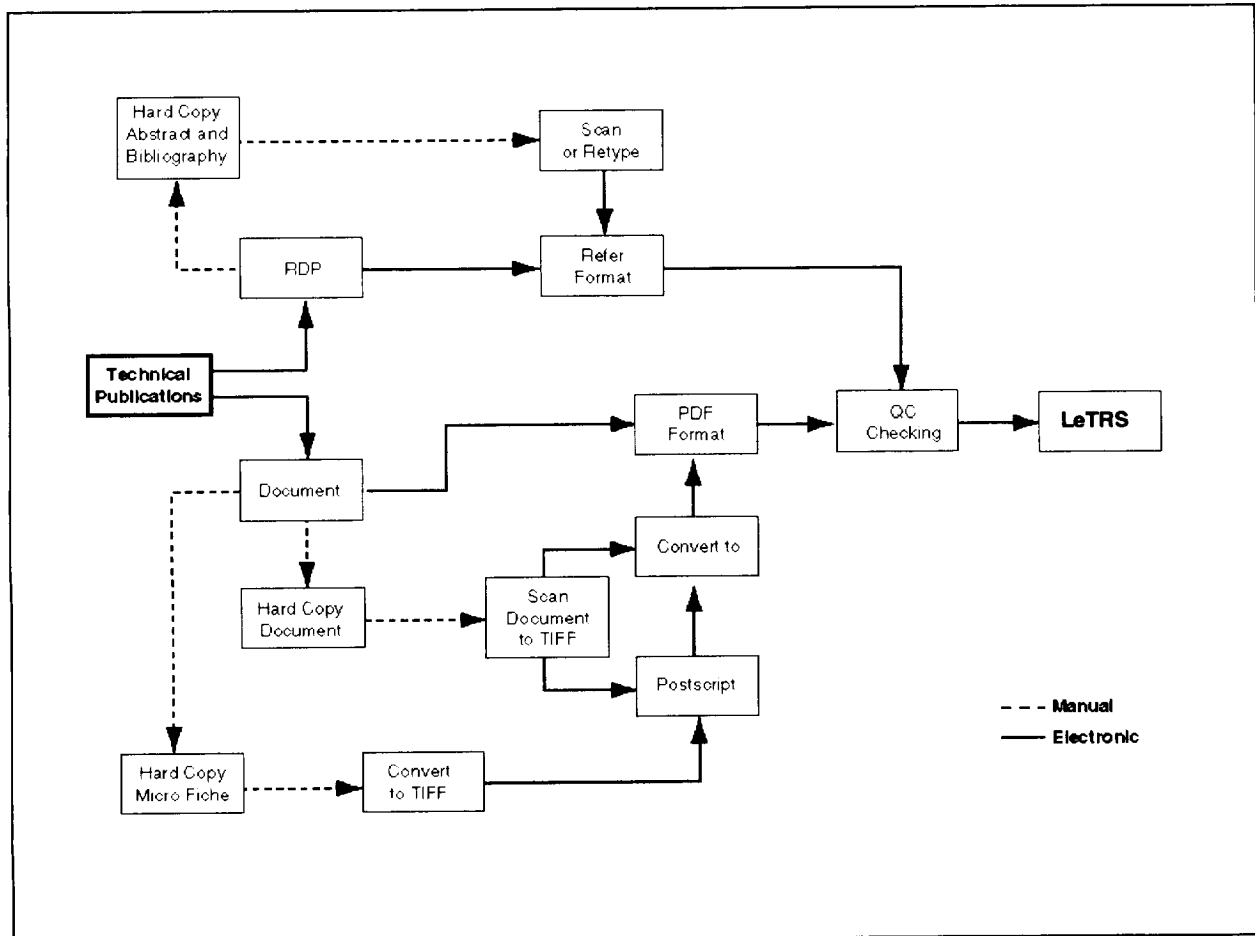 Hard Copy
Abstract and
Bibliography
Scan
or Retype
RDP
Refer
Format
Technical
Publications
PDF
Format
QC
Checking
LeTRS
Document
Convert to
Hard Copy
Document
Scan
Document
to TIFF
Postscript
Manual
Electronic
Hard Copy
Micro Fiche
Convert
to TIFF